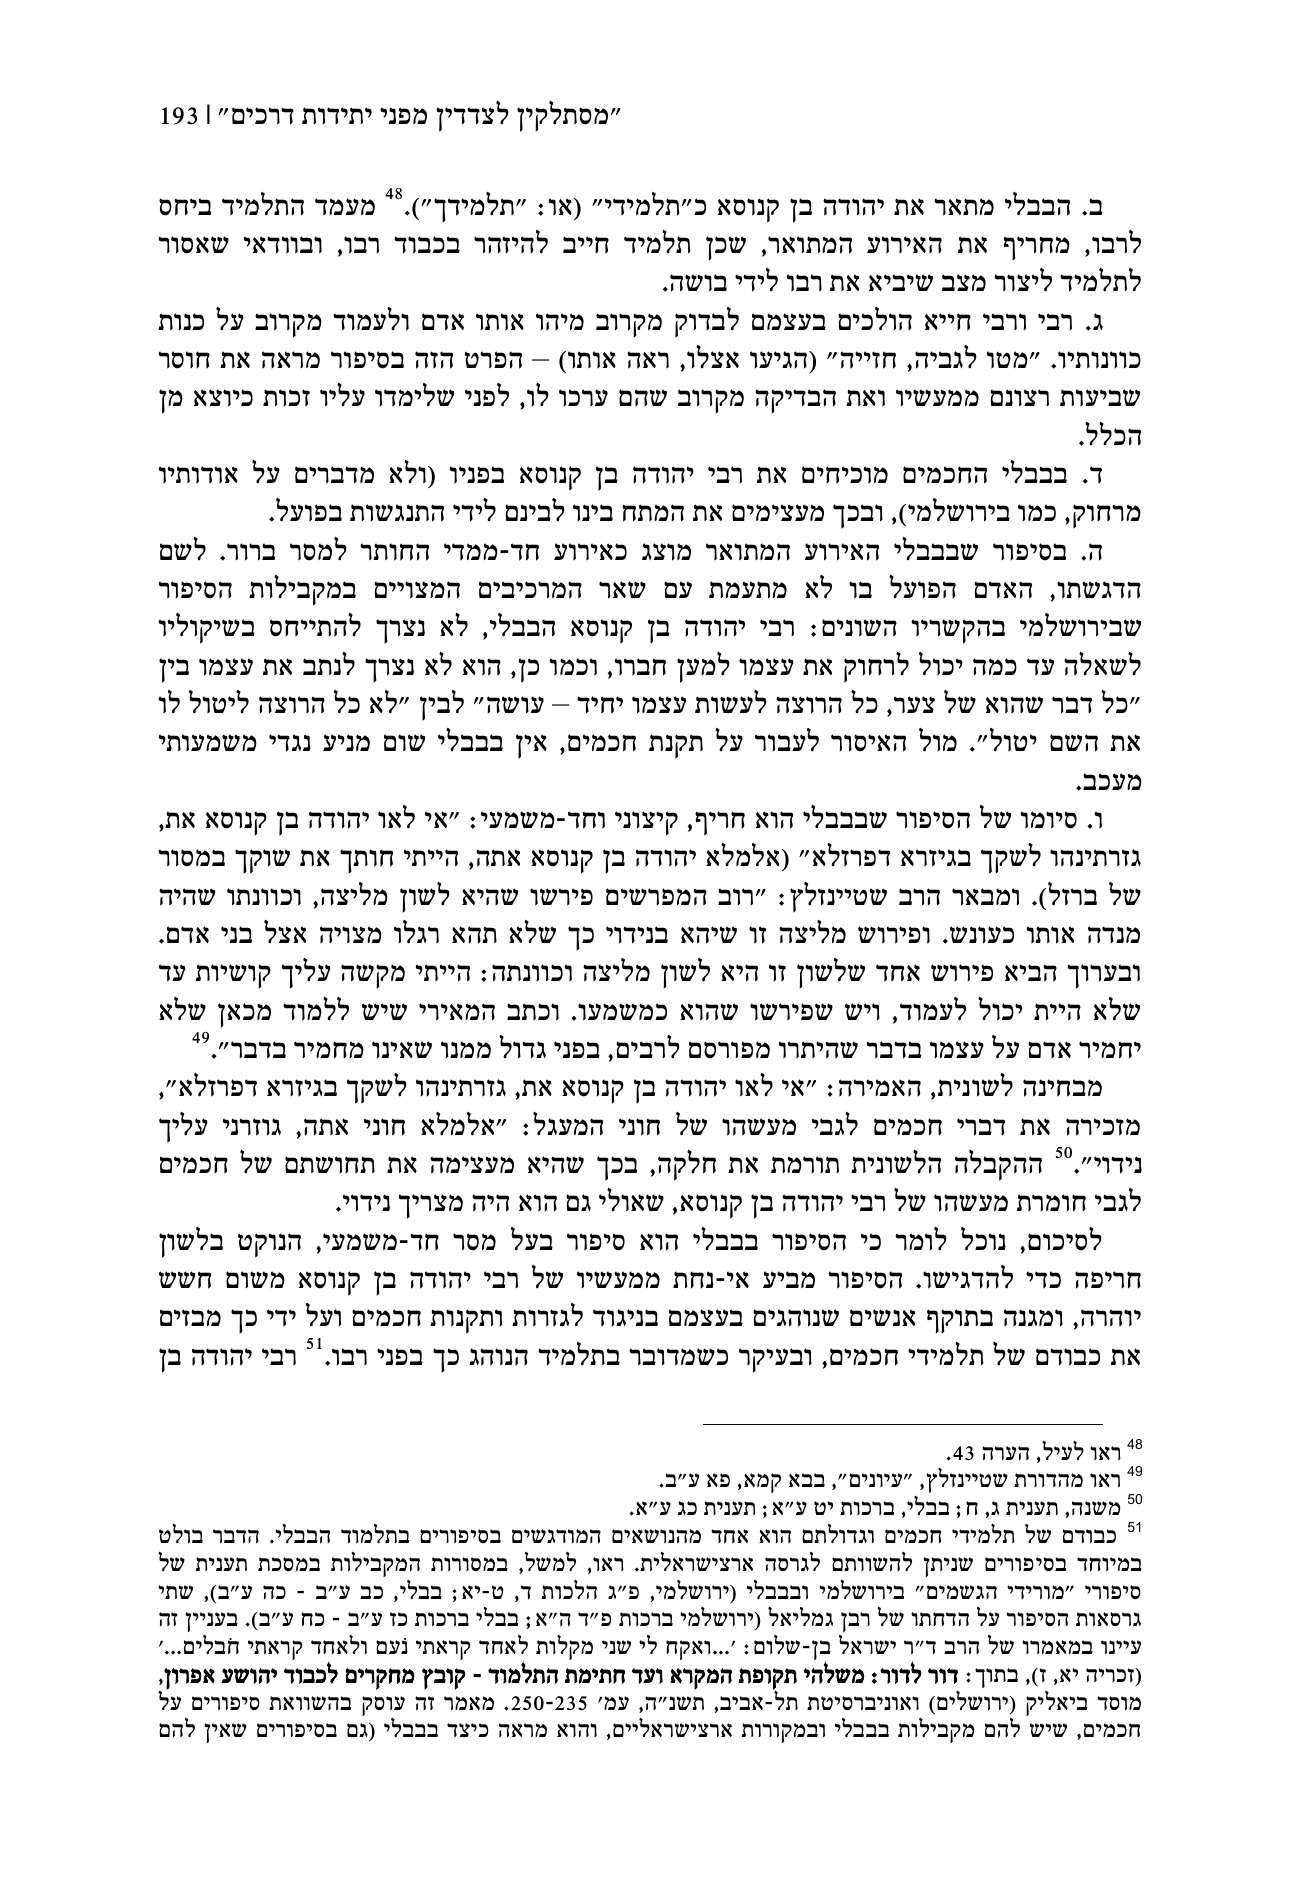 ״מסתלקין לצדדין מפני יתידות דרכים״ | 193
ב. הבבלי מתאר את יהודה בן קנוסא כ״תלמידי״ (או: ״תלמידך״).48 מעמד התלמיד ביחס
לרבו, מחריף את האירוע המתואר, שכן תלמיד חייב להיזהר בכבוד רבו, ובוודאי שאסור
לתלמיד ליצור מצב שיביא את רבו לידי בושה.
ג. רבי ורבי חייא הולכים בעצמם לבדוק מקרוב מיהו אותו אדם ולעמוד מקרוב על כנות
כוונותיו. ״מטו לגביה, חזייה״ (הגיעו אצלו, ראה אותו) – הפרט הזה בסיפור מראה את חוסר
שביעות רצונם ממעשיו ואת הבדיקה מקרוב שהם ערכו לו, לפני שלימדו עליו זכות כיוצא מן
הכלל.
ד. בבבלי החכמים מוכיחים את רבי יהודה בן קנוסא בפניו (ולא מדברים על אודותיו
מרחוק, כמו בירושלמי), ובכך מעצימים את המתח בינו לבינם לידי התנגשות בפועל.
ה. בסיפור שבבבלי האירוע המתואר מוצג כאירוע חד-ממדי החותר למסר ברור. לשם
הדגשתו, האדם הפועל בו לא מתעמת עם שאר המרכיבים המצויים במקבילות הסיפור
שבירושלמי בהקשריו השונים: רבי יהודה בן קנוסא הבבלי, לא נצרך להתייחס בשיקוליו
לשאלה עד כמה יכול לרחוק את עצמו למען חברו, וכמו כן, הוא לא נצרך לנתב את עצמו בין
״כל דבר שהוא של צער, כל הרוצה לעשות עצמו יחיד – עושה״ לבין ״לא כל הרוצה ליטול לו
את השם יטול״. מול האיסור לעבור על תקנת חכמים, אין בבבלי שום מניע נגדי משמעותי
מעכב.
ו. סיומו של הסיפור שבבבלי הוא חריף, קיצוני וחד-משמעי: ״אי לאו יהודה בן קנוסא את,
גזרתינהו לשקך בגיזרא דפרזלא״ (אלמלא יהודה בן קנוסא אתה, הייתי חותך את שוקך במסור
של ברזל). ומבאר הרב שטיינזלץ: ״רוב המפרשים פירשו שהיא לשון מליצה, וכוונתו שהיה
מנדה אותו כעונש. ופירוש מליצה זו שיהא בנידוי כך שלא תהא רגלו מצויה אצל בני אדם.
ובערוך הביא פירוש אחד שלשון זו היא לשון מליצה וכוונתה: הייתי מקשה עליך קושיות עד
שלא היית יכול לעמוד, ויש שפירשו שהוא כמשמעו. וכתב המאירי שיש ללמוד מכאן שלא
יחמיר אדם על עצמו בדבר שהיתרו מפורסם לרבים, בפני גדול ממנו שאינו מחמיר בדבר״.49
מבחינה לשונית, האמירה: ״אי לאו יהודה בן קנוסא את, גזרתינהו לשקך בגיזרא דפרזלא״,
מזכירה את דברי חכמים לגבי מעשהו של חוני המעגל: ״אלמלא חוני אתה, גוזרני עליך
נידוי״.50 ההקבלה הלשונית תורמת את חלקה, בכך שהיא מעצימה את תחושתם של חכמים
לגבי חומרת מעשהו של רבי יהודה בן קנוסא, שאולי גם הוא היה מצריך נידוי.
לסיכום, נוכל לומר כי הסיפור בבבלי הוא סיפור בעל מסר חד-משמעי, הנוקט בלשון
חריפה כדי להדגישו. הסיפור מביע אי-נחת ממעשיו של רבי יהודה בן קנוסא משום חשש
יוהרה, ומגנה בתוקף אנשים שנוהגים בעצמם בניגוד לגזרות ותקנות חכמים ועל ידי כך מבזים
את כבודם של תלמידי חכמים, ובעיקר כשמדובר בתלמיד הנוהג כך בפני רבו.51 רבי יהודה בן
48 ראו לעיל, הערה 43.
49 ראו מהדורת שטיינזלץ, ״עיונים״, בבא קמא, פא ע״ב.
50 משנה, תענית ג, ח; בבלי, ברכות יט ע״א; תענית כג ע״א.
51 כבודם של תלמידי חכמים וגדולתם הוא אחד מהנושאים המודגשים בסיפורים בתלמוד הבבלי. הדבר בולט
במיוחד בסיפורים שניתן להשוותם לגרסה ארצישראלית. ראו, למשל, במסורות המקבילות במסכת תענית של
סיפורי ״מורידי הגשמים״ בירושלמי ובבבלי (ירושלמי, פ״ג הלכות ד, ט-יא; בבלי, כב ע״ב - כה ע״ב), שתי
גרסאות הסיפור על הדחתו של רבן גמליאל (ירושלמי ברכות פ״ד ה״א; בבלי ברכות כז ע״ב - כח ע״ב). בעניין זה
עיינו במאמרו של הרב ד״ר ישראל בן-שלום: ׳...ואקח לי שני מקלות לאחד קראתי נֹעם ולאחד קראתי חֹבלים...׳
(זכריה יא, ז), בתוך: דור לדור: משלהי תקופת המקרא ועד חתימת התלמוד - קובץ מחקרים לכבוד יהושע אפרון,
מוסד ביאליק (ירושלים) ואוניברסיטת תל-אביב, תשנ״ה, עמ׳ 250-235. מאמר זה עוסק בהשוואת סיפורים על
חכמים, שיש להם מקבילות בבבלי ובמקורות ארצישראליים, והוא מראה כיצד בבבלי (גם בסיפורים שאין להם